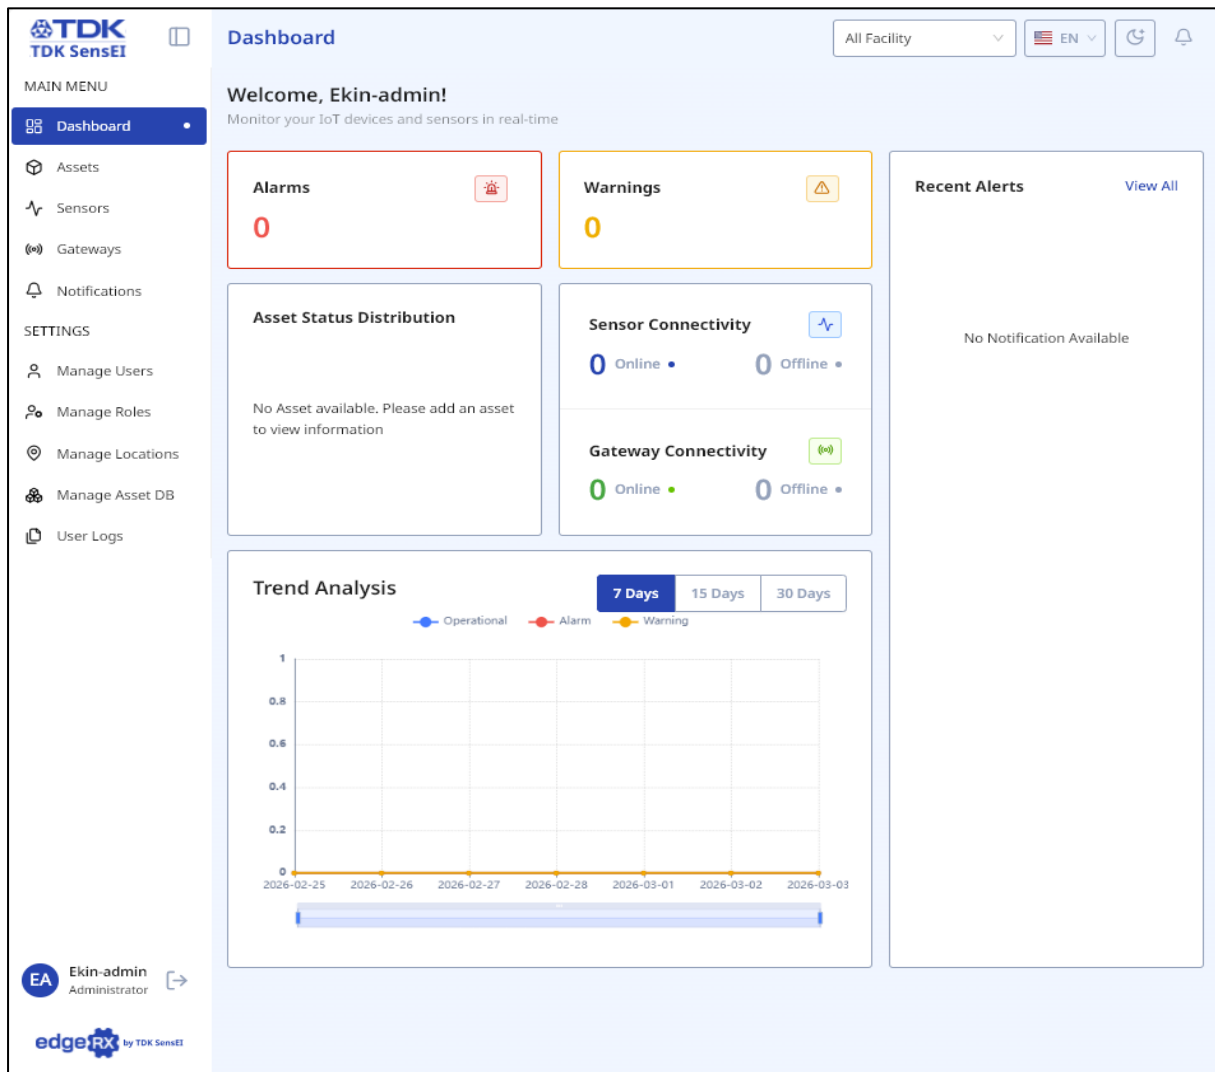 TDK
TDK SensEI
MAIN MENU
Dashboard
Assets
Sensors
Gateways
Notifications
SETTINGS
Manage Users
Manage Roles
Manage Locations
Manage Asset DB
User Logs
EA
Ekin-admin
Administrator
edgeRX by TDK SensEI
Dashboard
All Facility
EN
Welcome, Ekin-admin!
Monitor your IoT devices and sensors in real-time
Alarms
0
Warnings
0
Asset Status Distribution
No Asset available. Please add an asset
to view information
Sensor Connectivity
0 Online
0 Offline
Gateway Connectivity
0 Online
0 Offline
Recent Alerts
View All
No Notification Available
Trend Analysis
7 Days
15 Days
30 Days
Operational
Alarm
Warning
1
0.8
0.6
0.4
0.2
0
2026-02-25
2026-02-26
2026-02-27
2026-02-28
2026-03-01
2026-03-02
2026-03-03